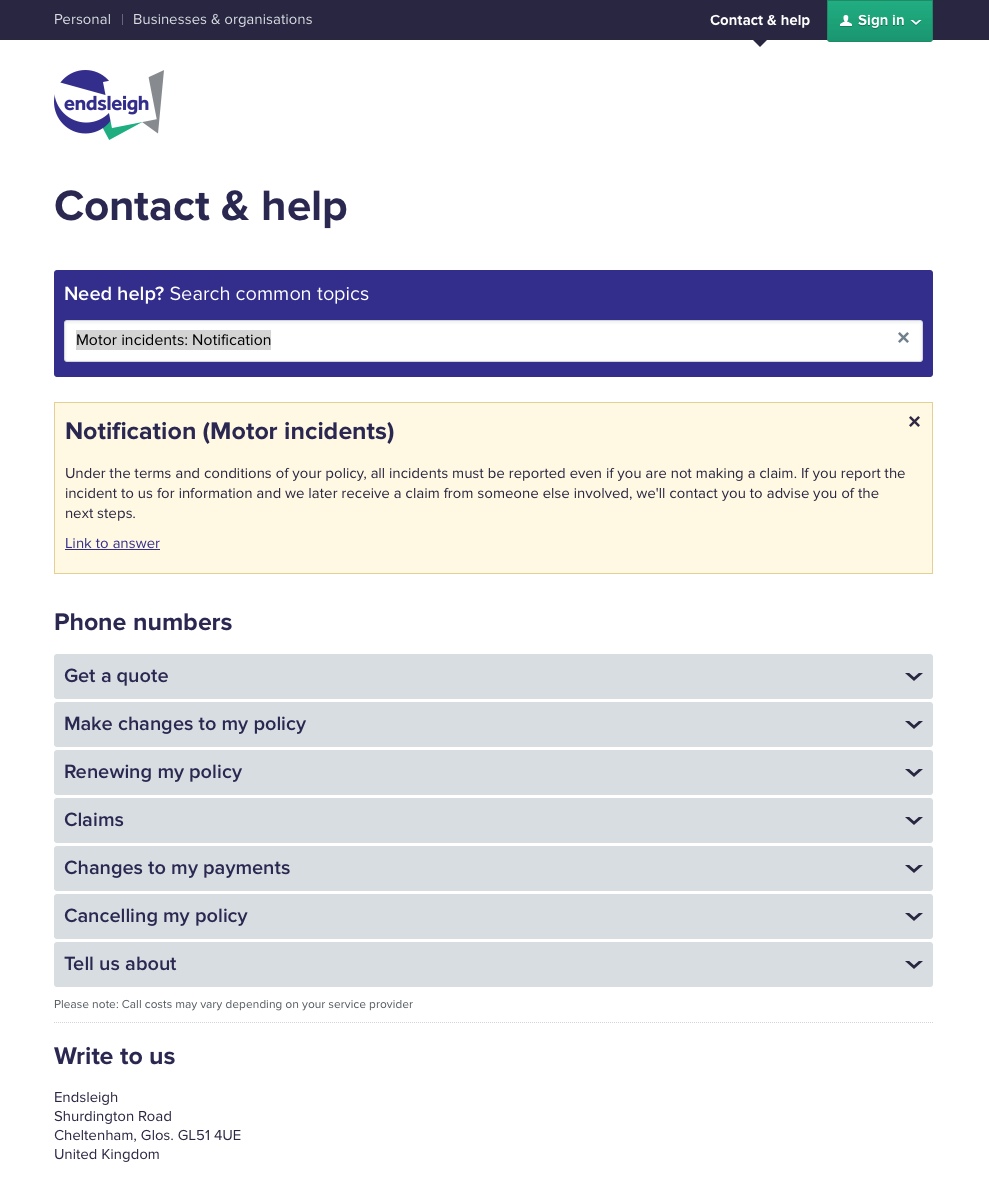 Personal | Businesses & organisations Contact & help Sign in
endsleigh
Contact & help
Need help? Search common topics
Motor incidents: Notification
Notification (Motor incidents)
Under the terms and conditions of your policy, all incidents must be reported even if you are not making a claim. If you report the
incident to us for information and we later receive a claim from someone else involved, we'll contact you to advise you of the
next steps.
Link to answer
Phone numbers
Get a quote
Make changes to my policy
Renewing my policy
Claims
Changes to my payments
Cancelling my policy
Tell us about
Please note: Call costs may vary depending on your service provider
Write to us
Endsleigh
Shurdington Road
Cheltenham, Glos. GL51 4UE
United Kingdom